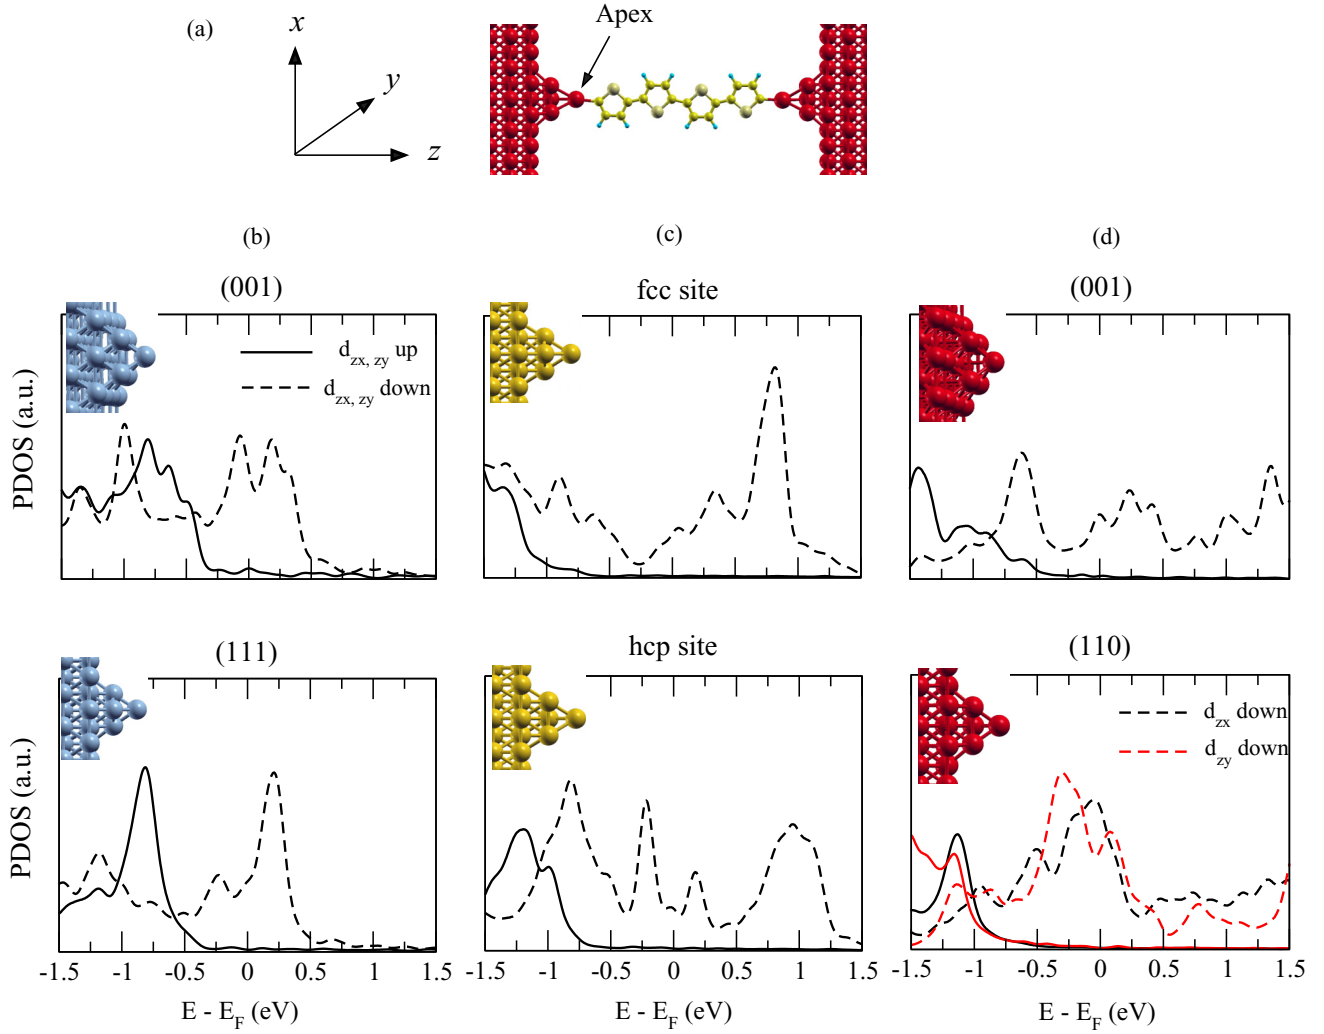 (a)
x
y
z
Apex
(b)
(c)
(d)
(001)
fcc site
(001)
d_zx, zy up
d_zx, zy down
PDOS (a.u.)
(111)
hcp site
(110)
d_zx down
d_zy down
PDOS (a.u.)
-1.5 -1 -0.5 0 0.5 1 1.5
-1.5 -1 -0.5 0 0.5 1 1.5
-1.5 -1 -0.5 0 0.5 1 1.5
E - E_F (eV)
E - E_F (eV)
E - E_F (eV)